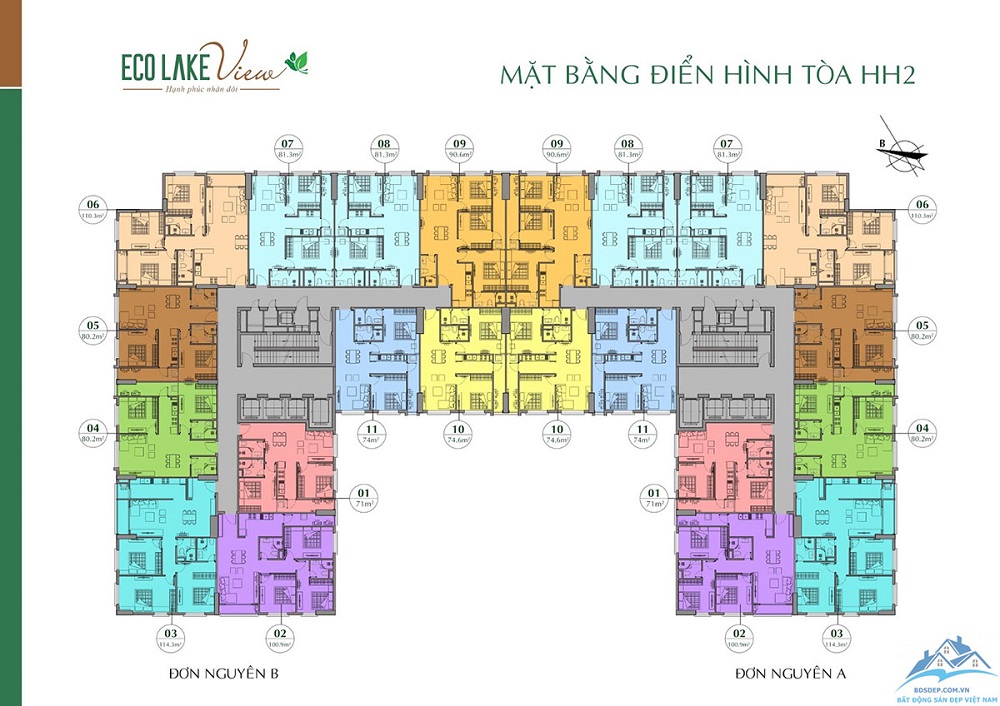 ECO LAKE View
Hạnh phúc nhân đôi
MẶT BẰNG ĐIỂN HÌNH TÒA HH2
B
07
81.3m²
08
81.3m²
09
90.6m²
09
90.6m²
08
81.3m²
07
81.3m²
06
110.3m²
06
110.3m²
05
80.2m²
05
80.2m²
04
80.2m²
04
80.2m²
11
74m²
10
74.6m²
10
74.6m²
11
74m²
01
71m²
01
71m²
03
114.3m²
02
100.9m²
02
100.9m²
03
114.3m²
ĐƠN NGUYÊN B
ĐƠN NGUYÊN A
BDSDEP.COM.VN
BẤT ĐỘNG SẢN ĐẸP VIỆT NAM